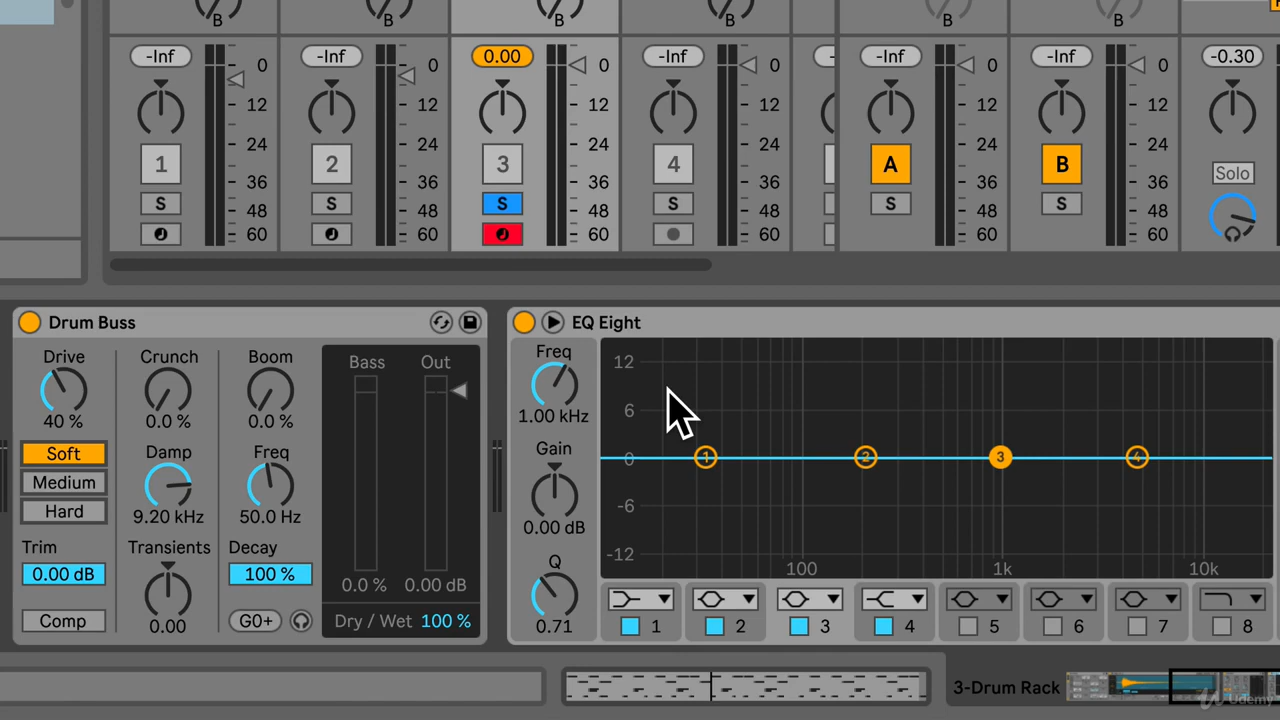 B B B B B B
-Inf -Inf 0.00 -Inf - -Inf -Inf -0.30
0 0 0 0 0 0
12 12 12 12 12 12
24 24 24 24 24 24
1 2 3 4 A B Solo
36 36 36 36 36 36
S S S S S S
48 48 48 48 48 48
60 60 60 60 60 60
Drum Buss
Drive Crunch Boom Bass Out
40 % 0.0 % 0.0 %
Soft Damp Freq
Medium
Hard 9.20 kHz 50.0 Hz
Trim Transients Decay
0.00 dB 100 % 0.0 % 0.00 dB
Comp 0.00 G0+ Dry / Wet 100 %
EQ Eight
Freq 12
1.00 kHz 6
Gain 0 1 2 3 4
0.00 dB -6
-12
Q 100 1k 10k
0.71 1 2 3 4 5 6 7 8
3-Drum Rack
Udemy